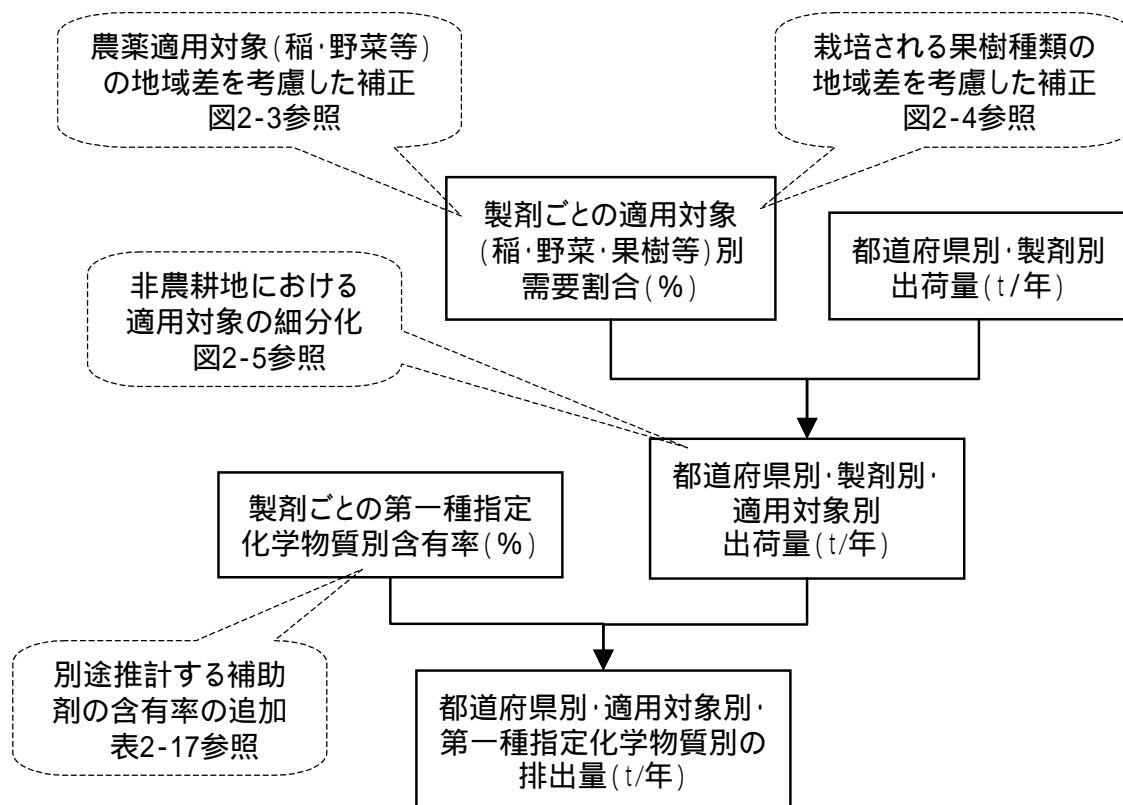 農薬適用対象(稲・野菜等)
の地域差を考慮した補正
図2-3参照
栽培される果樹種類の
地域差を考慮した補正
図2-4参照
製剤ごとの適用対象
(稲・野菜・果樹等)別
需要割合(%)
都道府県別・製剤別
出荷量(t/年)
非農耕地における
適用対象の細分化
図2-5参照
都道府県別・製剤別・
適用対象別
出荷量(t/年)
製剤ごとの第一種指定
化学物質別含有率(%)
別途推計する補助
剤の含有率の追加
表2-17参照
都道府県別・適用対象別・
第一種指定化学物質別の
排出量(t/年)